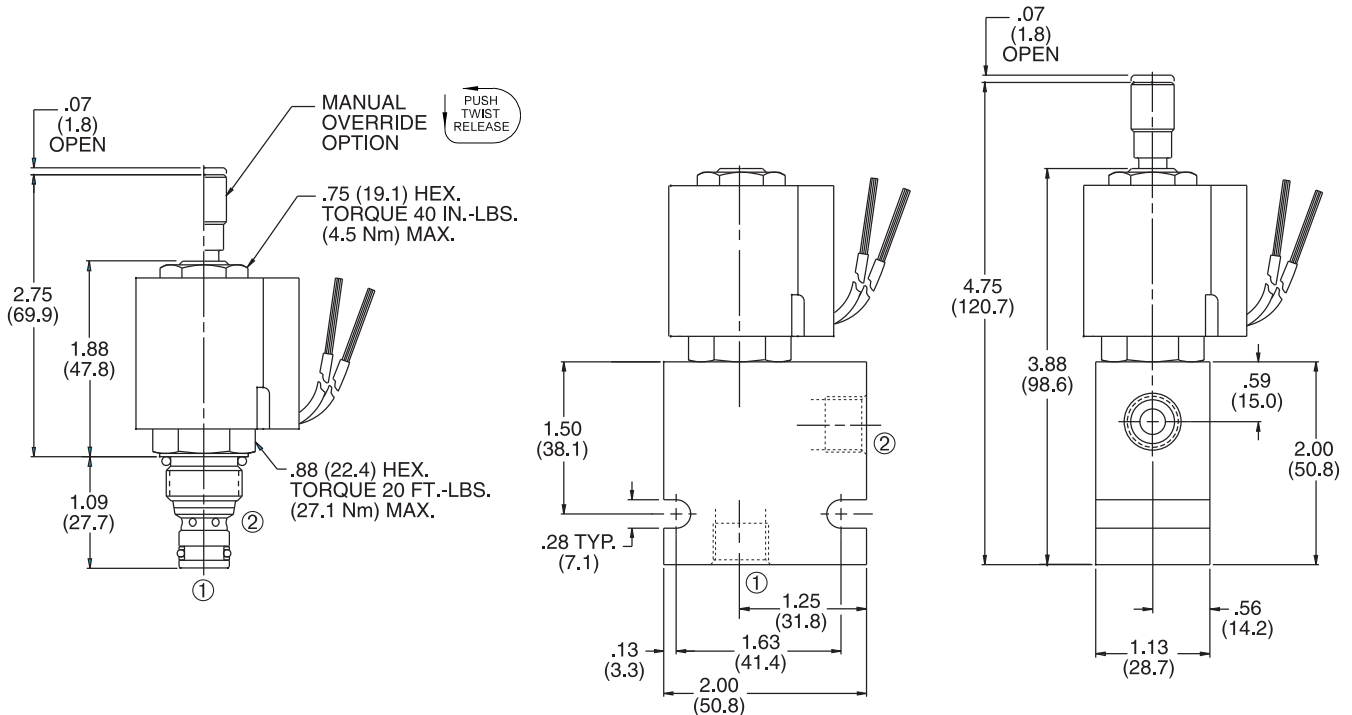 .07
(1.8)
OPEN
MANUAL
OVERRIDE
OPTION
PUSH
TWIST
RELEASE
.75 (19.1) HEX.
TORQUE 40 IN.-LBS.
(4.5 Nm) MAX.
2.75
(69.9)
1.88
(47.8)
1.09
(27.7)
.88 (22.4) HEX.
TORQUE 20 FT.-LBS.
(27.1 Nm) MAX.
②
①
1.50
(38.1)
.28 TYP.
(7.1)
②
①
1.25
(31.8)
.13
(3.3)
1.63
(41.4)
2.00
(50.8)
.07
(1.8)
OPEN
4.75
(120.7)
3.88
(98.6)
.59
(15.0)
2.00
(50.8)
.56
(14.2)
1.13
(28.7)